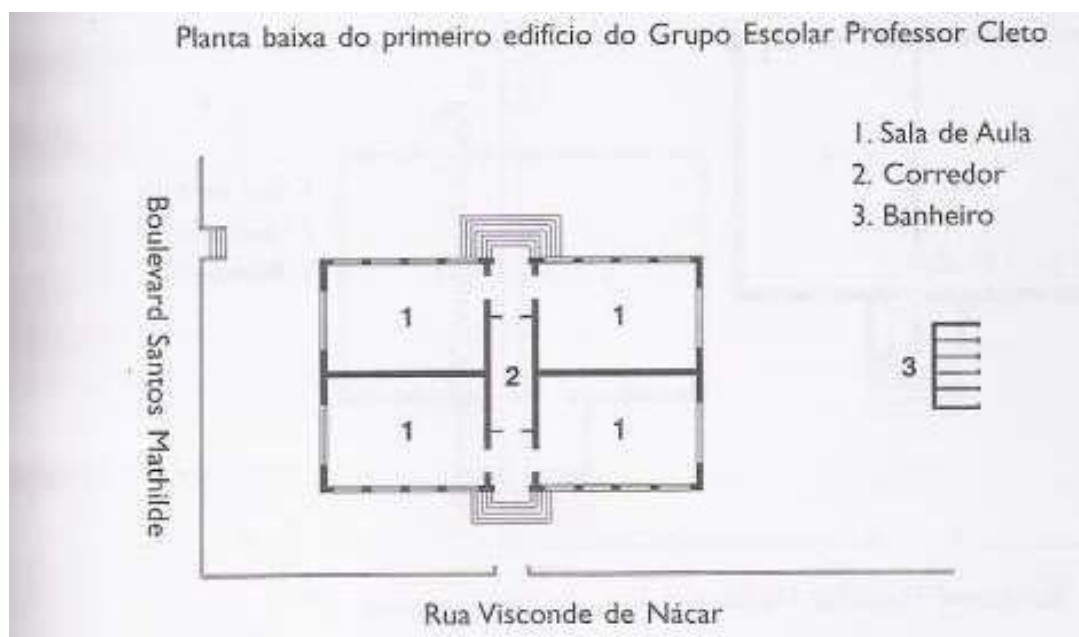 Planta baixa do primeiro edifício do Grupo Escolar Professor Cleto
1. Sala de Aula
2. Corredor
3. Banheiro
Boulevard Santos Mathilde
1
1
2
3
1
1
Rua Visconde de Nácar